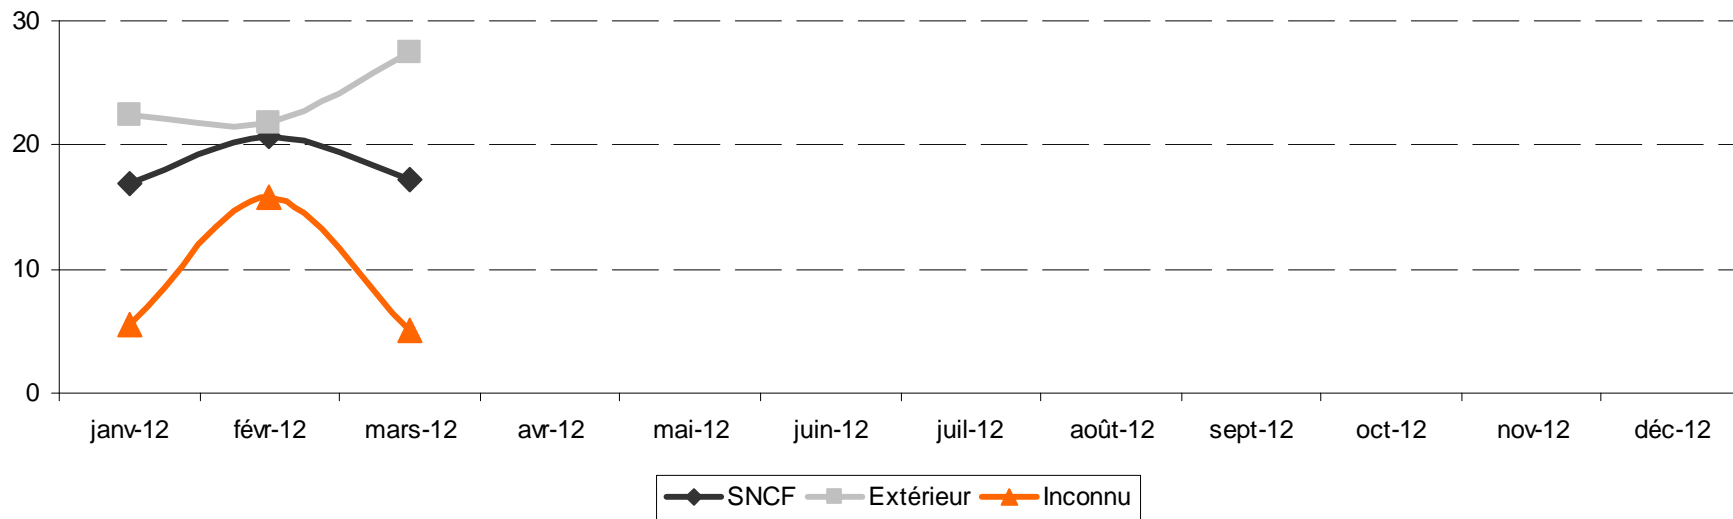 30
20
10
0
janv-12 févr-12 mars-12 avr-12 mai-12 juin-12 juil-12 août-12 sept-12 oct-12 nov-12 déc-12
SNCF Extérieur Inconnu